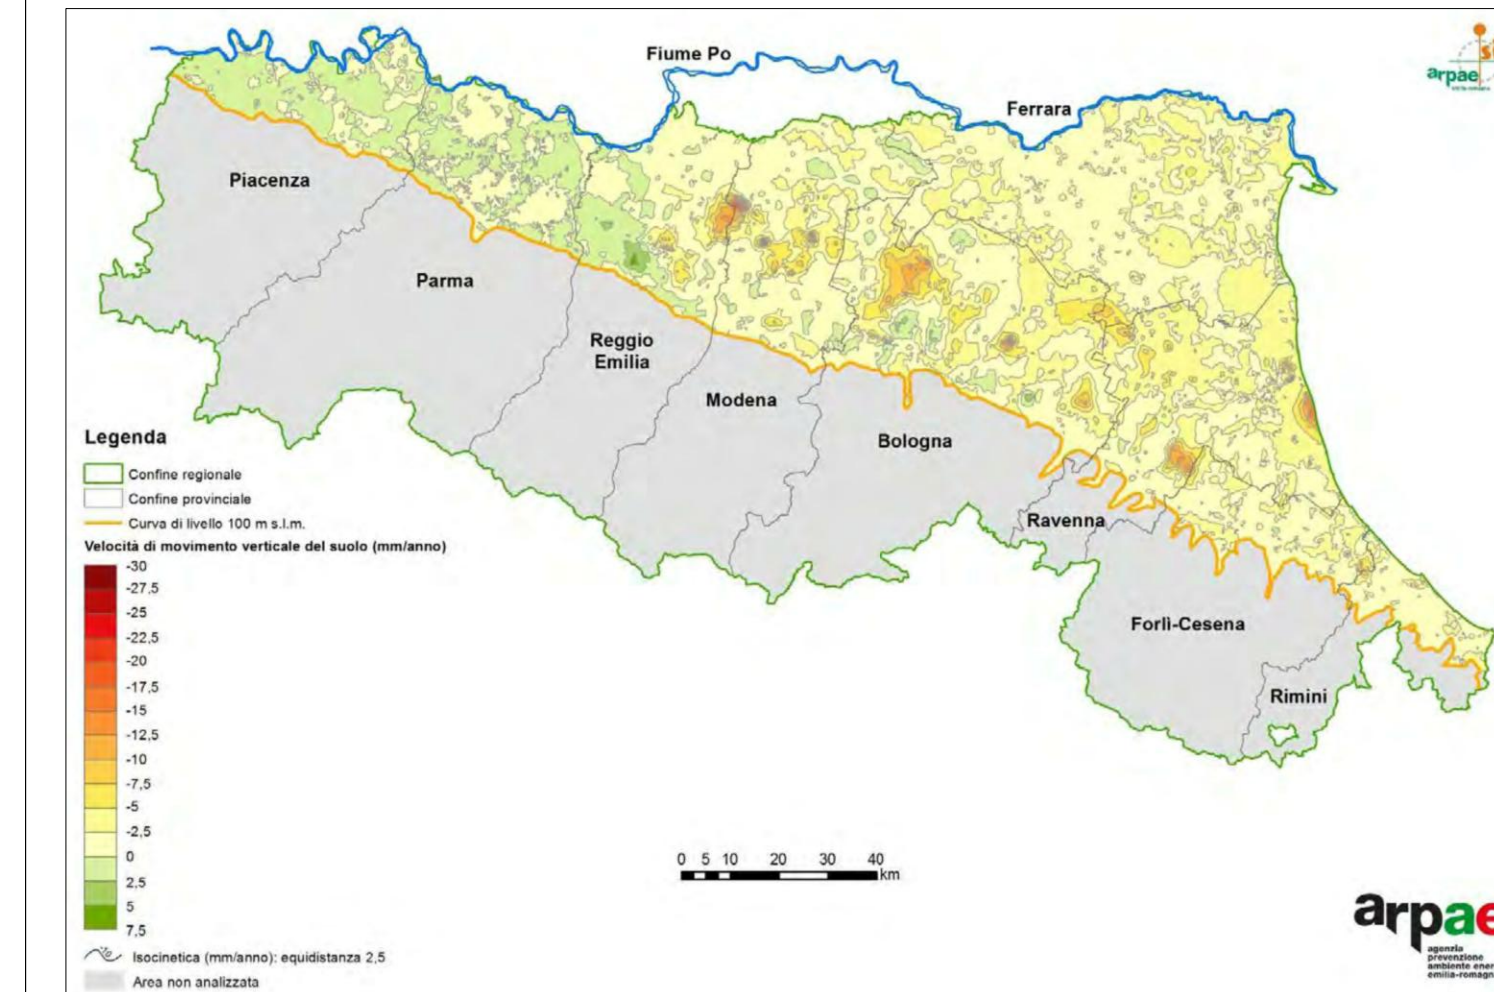 Fiume Po
Ferrara
arpae
Piacenza
Parma
Reggio
Emilia
Modena
Bologna
Ravenna
Forlì-Cesena
Rimini
Legenda
Confine regionale
Confine provinciale
Curva di livello 100 m s.l.m.
Velocità di movimento verticale del suolo (mm/anno)
-30
-27,5
-25
-22,5
-20
-17,5
-15
-12,5
-10
-7,5
-5
-2,5
0
2,5
5
7,5
Isocinetica (mm/anno): equidistanza 2,5
Area non analizzata
0 5 10 20 30 40
km
arpae
agenzia
prevenzione
ambiente ener
emilia-romagn